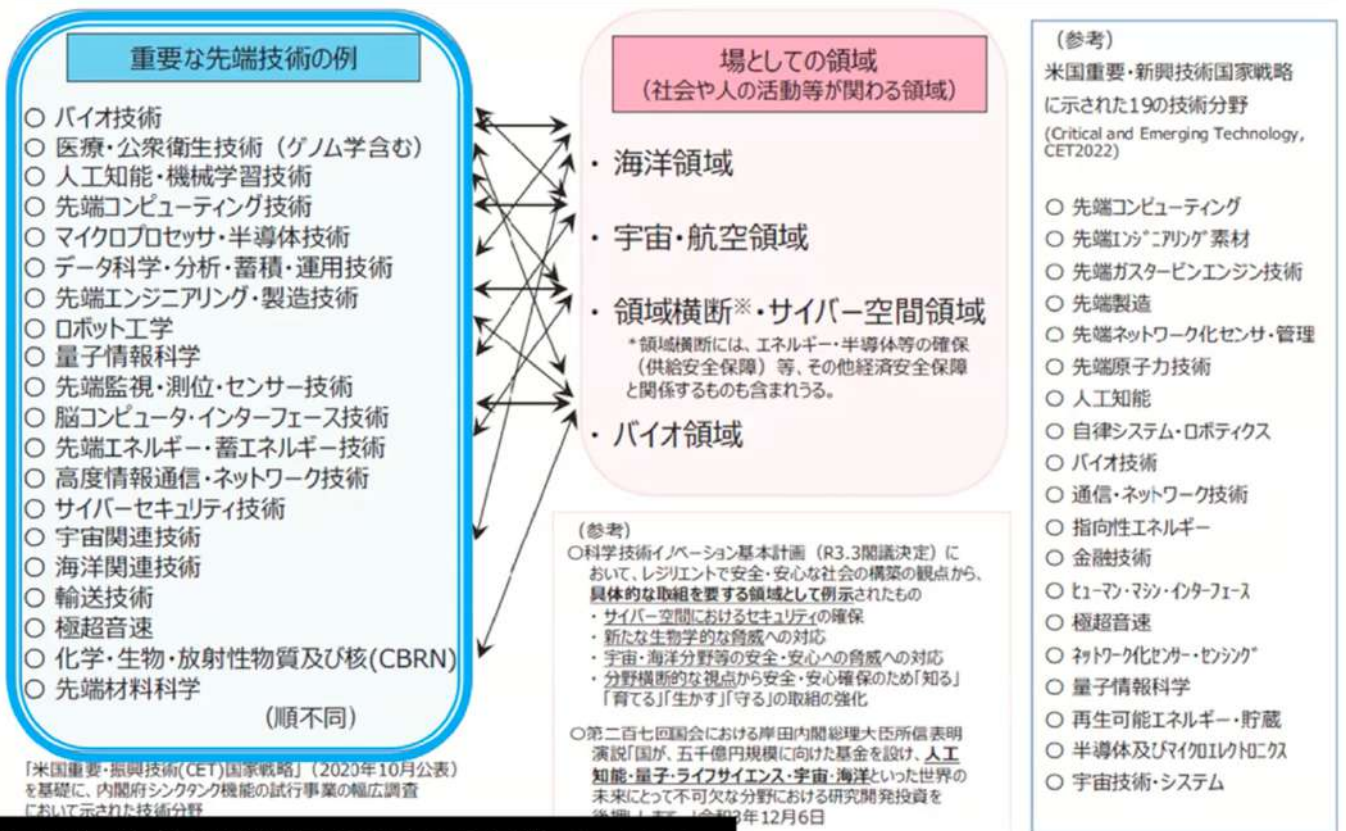 重要な先端技術の例
○ バイオ技術
○ 医療・公衆衛生技術（ゲノム学含む）
○ 人工知能・機械学習技術
○ 先端コンピューティング技術
○ マイクロプロセッサ・半導体技術
○ データ科学・分析・蓄積・運用技術
○ 先端エンジニアリング・製造技術
○ ロボット工学
○ 量子情報科学
○ 先端監視・測位・センサー技術
○ 脳コンピュータ・インターフェース技術
○ 先端エネルギー・蓄エネルギー技術
○ 高度情報通信・ネットワーク技術
○ サイバーセキュリティ技術
○ 宇宙関連技術
○ 海洋関連技術
○ 輸送技術
○ 極超音速
○ 化学・生物・放射性物質及び核(CBRN)
○ 先端材料科学
（順不同）
「米国重要・振興技術(CET)国家戦略」（2020年10月公表）
を基礎に、内閣府シンクタンク機能の試行事業の幅広調査
において示された技術分野
場としての領域
（社会や人の活動等が関わる領域）
・ 海洋領域
・ 宇宙・航空領域
・ 領域横断※・サイバー空間領域
*領域横断には、エネルギー・半導体等の確保
（供給安全保障）等、その他経済安全保障
と関係するものも含まれうる。
・ バイオ領域
（参考）
○科学技術イノベーション基本計画（R3.3閣議決定）に
おいて、レジリエントで安全・安心な社会の構築の観点から、
具体的な取組を要する領域として例示されたもの
・ サイバー空間におけるセキュリティの確保
・ 新たな生物学的な脅威への対応
・ 宇宙・海洋分野等の安全・安心への脅威への対応
・ 分野横断的な視点から安全・安心確保のため「知る」
「育てる」「生かす」「守る」の取組の強化
○第二百七回国会における岸田内閣総理大臣所信表明
演説「国が、五千億円規模に向けた基金を設け、人工
知能・量子・ライフサイエンス・宇宙・海洋といった世界の
未来にとって不可欠な分野における研究開発投資を
後押しします。」令和3年12月6日
（参考）
米国重要・新興技術国家戦略
に示された19の技術分野
(Critical and Emerging Technology,
CET2022)
○ 先端コンピューティング
○ 先端ｴﾝｼﾞﾆｱﾘﾝｸﾞ素材
○ 先端ガスタービンエンジン技術
○ 先端製造
○ 先端ネットワーク化センサ・管理
○ 先端原子力技術
○ 人工知能
○ 自律システム・ロボティクス
○ バイオ技術
○ 通信・ネットワーク技術
○ 指向性エネルギー
○ 金融技術
○ ﾋｭｰﾏﾝ・ﾏｼﾝ・ｲﾝﾀｰﾌｪｰｽ
○ 極超音速
○ ﾈｯﾄﾜｰｸ化ｾﾝｻｰ・ｾﾝｼﾝｸﾞ
○ 量子情報科学
○ 再生可能エネルギー・貯蔵
○ 半導体及びﾏｲｸﾛｴﾚｸﾄﾛﾆｸｽ
○ 宇宙技術・システム